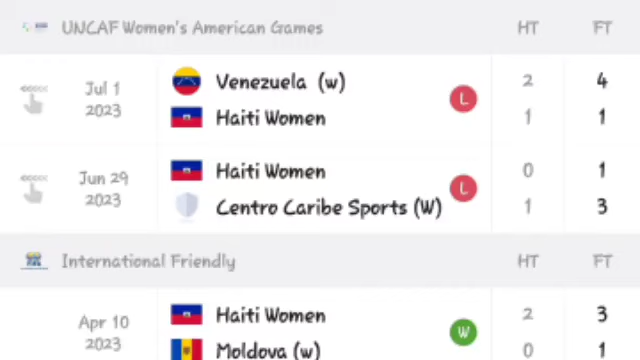 UNCAF Women's American Games HT FT
Jul 1 2023 Venezuela (w) 2 4
Haiti Women 1 1
L
Jun 29 2023 Haiti Women 0 1
Centro Caribe Sports (W) 1 3
L
International Friendly HT FT
Apr 10 2023 Haiti Women 2 3
Moldova (w) 0 1
W